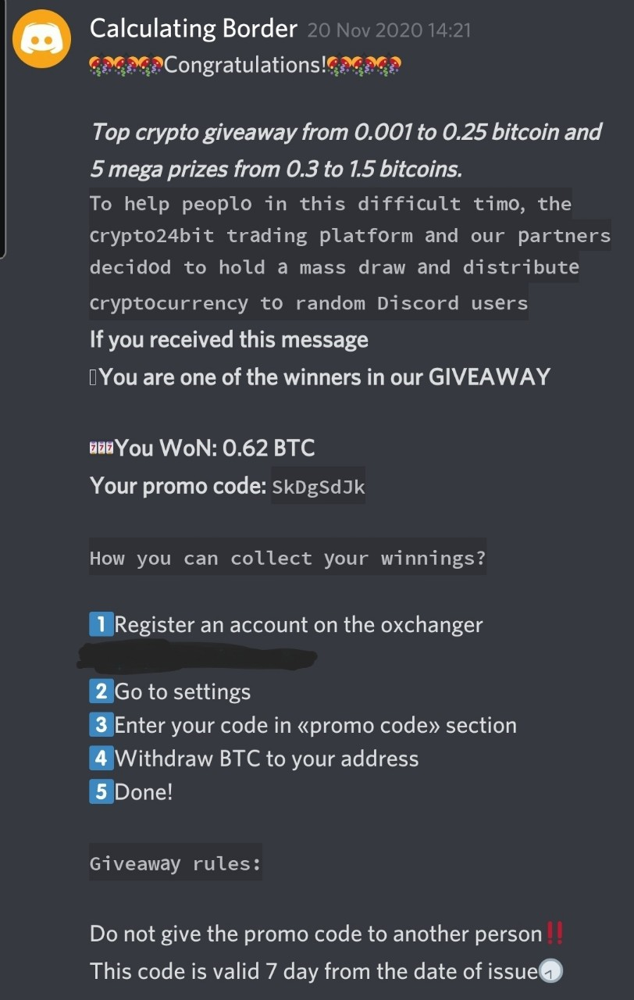 Calculating Border 20 Nov 2020 14:21
🎊🎊🎊Congratulations!🎊🎊🎊
Top crypto giveaway from 0.001 to 0.25 bitcoin and
5 mega prizes from 0.3 to 1.5 bitcoins.
To help peoplo in this difficult timo, the
crypto24bit trading platform and our partners
decidod to hold a mass draw and distribute
cryptocurrency to random Discord users
If you received this message
You are one of the winners in our GIVEAWAY
🎰You WoN: 0.62 BTC
Your promo code: SkDgSdJk
How you can collect your winnings?
1️⃣Register an account on the oxchanger
2️⃣Go to settings
3️⃣Enter your code in «promo code» section
4️⃣Withdraw BTC to your address
5️⃣Done!
Giveaway rules:
Do not give the promo code to another person‼️
This code is valid 7 day from the date of issue🕢